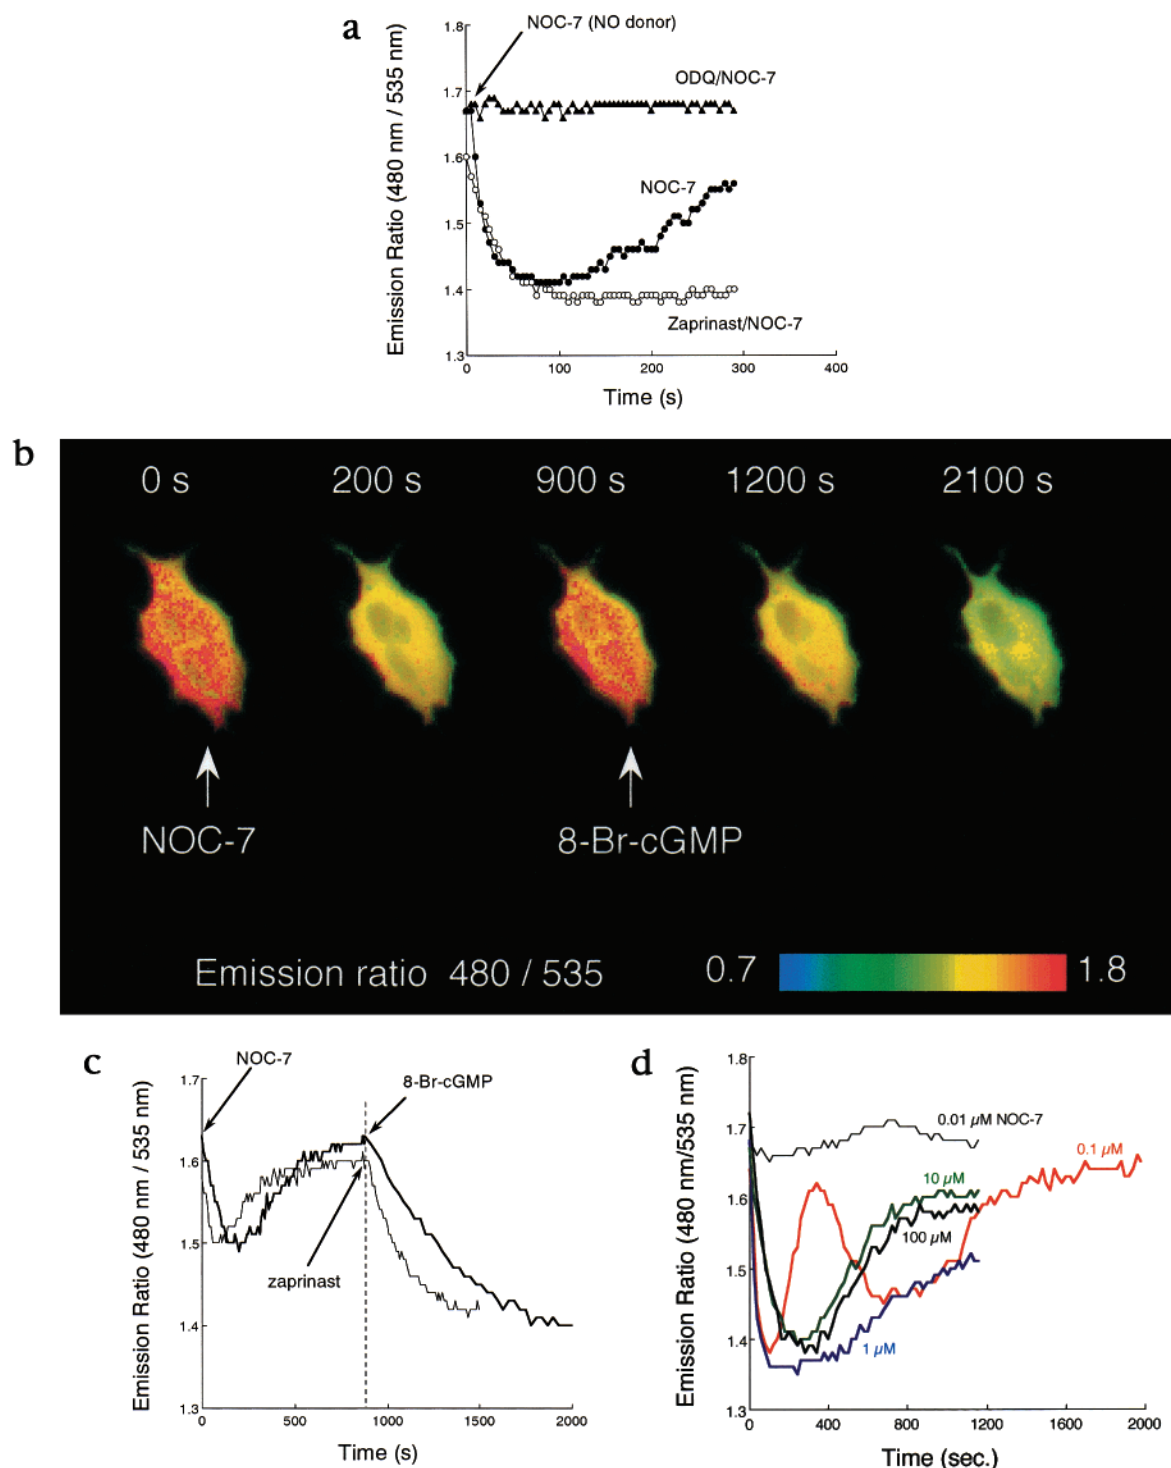 a
NOC-7 (NO donor)
Emission Ratio (480 nm / 535 nm)
1.8
1.7
1.6
1.5
1.4
1.3
ODQ/NOC-7
NOC-7
Zaprinast/NOC-7
0
100
200
300
400
Time (s)
b
0 s
200 s
900 s
1200 s
2100 s
NOC-7
8-Br-cGMP
Emission ratio 480 / 535
0.7
1.8
c
NOC-7
8-Br-cGMP
Emission Ratio (480 nm / 535 nm)
1.7
1.6
1.5
1.4
1.3
zaprinast
0
500
1000
1500
2000
Time (s)
d
Emission Ratio (480 nm/535 nm)
1.8
1.7
1.6
1.5
1.4
1.3
0.01 µM NOC-7
0.1 µM
10 µM
100 µM
1 µM
0
400
800
1200
1600
2000
Time (sec.)